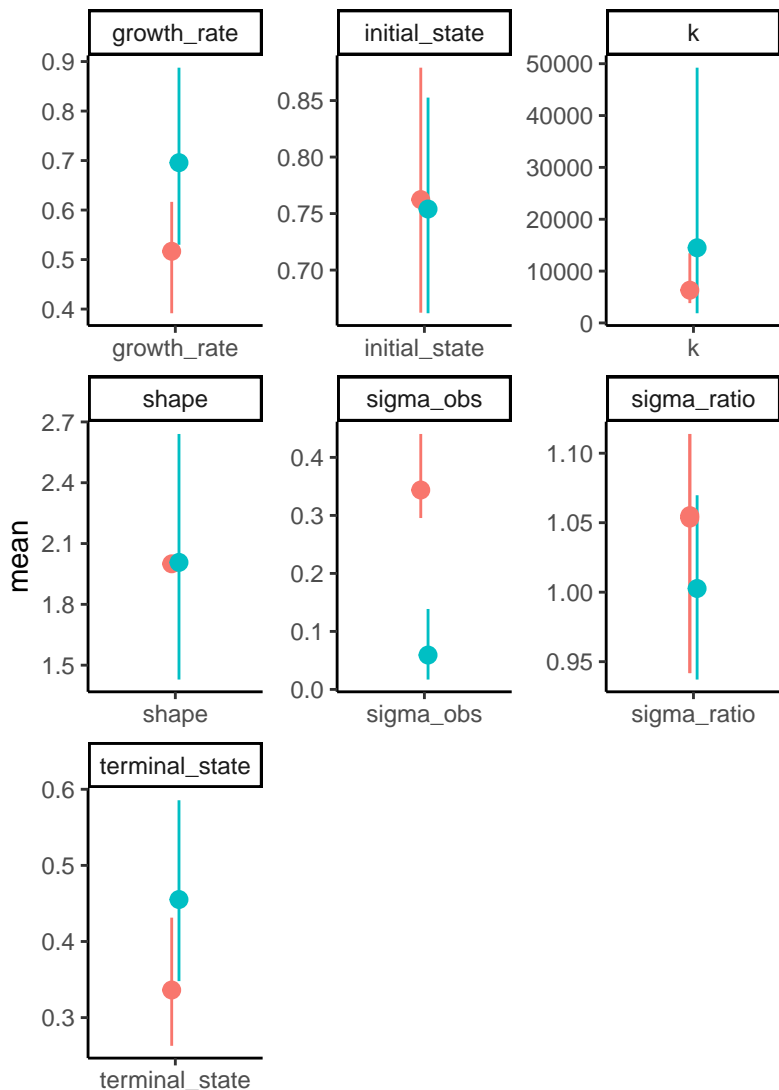 growth_rate
initial_state
k
0.9
0.8
0.7
0.6
0.5
0.4
0.85
0.80
0.75
0.70
50000
40000
30000
20000
10000
0
growth_rate
initial_state
k
shape
sigma_obs
sigma_ratio
mean
2.7
2.4
2.1
1.8
1.5
0.4
0.3
0.2
0.1
0.0
1.10
1.05
1.00
0.95
shape
sigma_obs
sigma_ratio
terminal_state
0.6
0.5
0.4
0.3
terminal_state